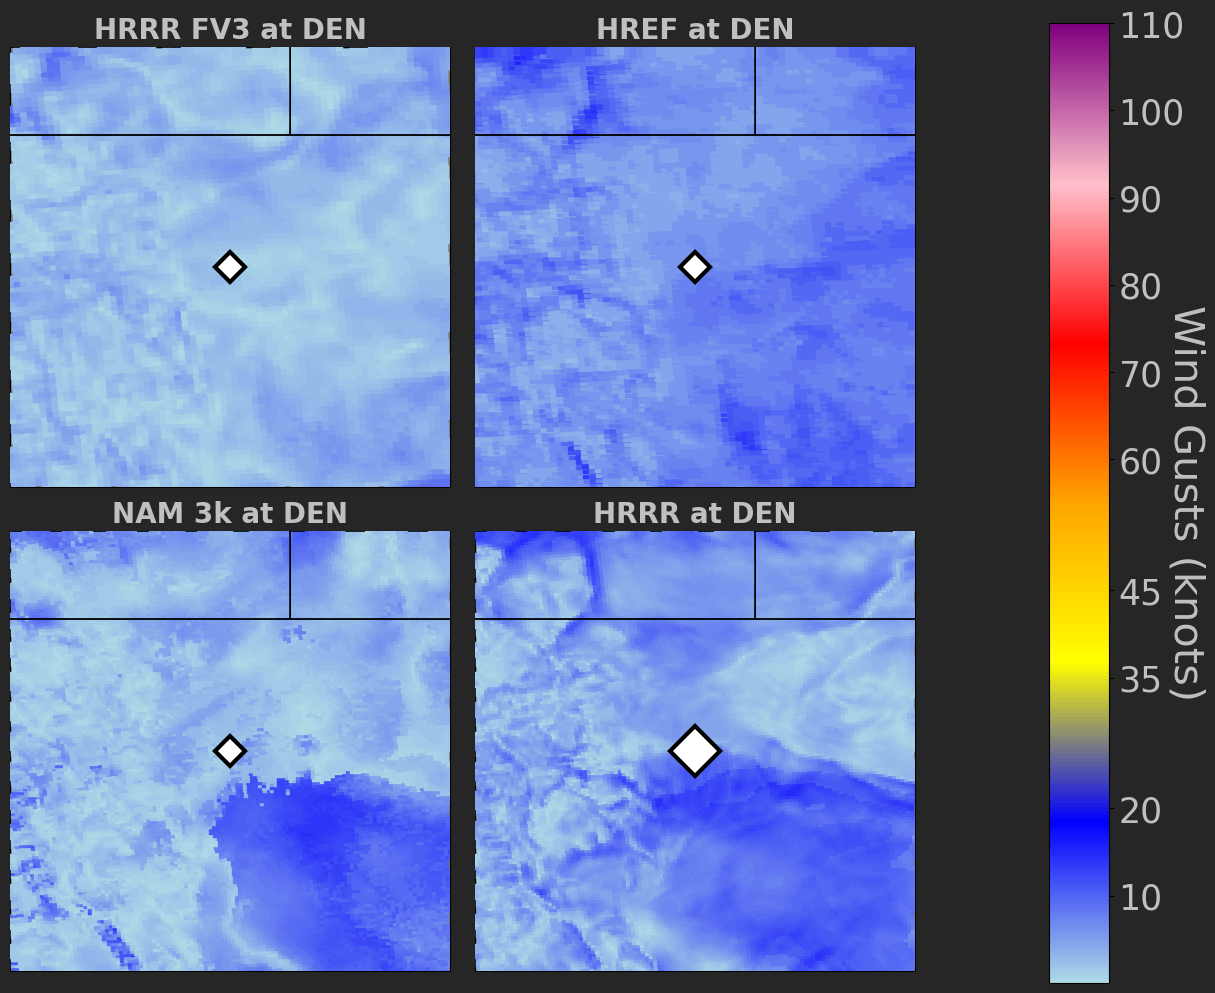 HRRR FV3 at DEN
HREF at DEN
NAM 3k at DEN
HRRR at DEN
110
100
90
80
70
60
45
35
20
10
Wind Gusts (knots)